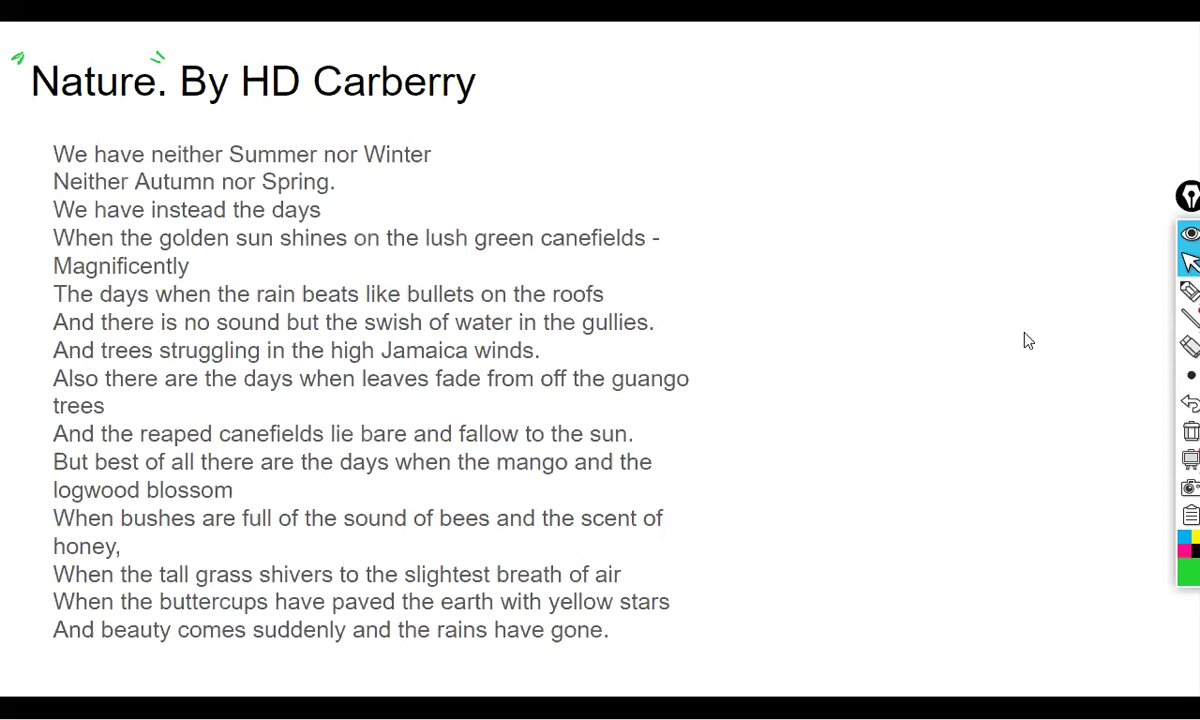 Nature. By HD Carberry
We have neither Summer nor Winter
Neither Autumn nor Spring.
We have instead the days
When the golden sun shines on the lush green canefields -
Magnificently
The days when the rain beats like bullets on the roofs
And there is no sound but the swish of water in the gullies.
And trees struggling in the high Jamaica winds.
Also there are the days when leaves fade from off the guango
trees
And the reaped canefields lie bare and fallow to the sun.
But best of all there are the days when the mango and the
logwood blossom
When bushes are full of the sound of bees and the scent of
honey,
When the tall grass shivers to the slightest breath of air
When the buttercups have paved the earth with yellow stars
And beauty comes suddenly and the rains have gone.